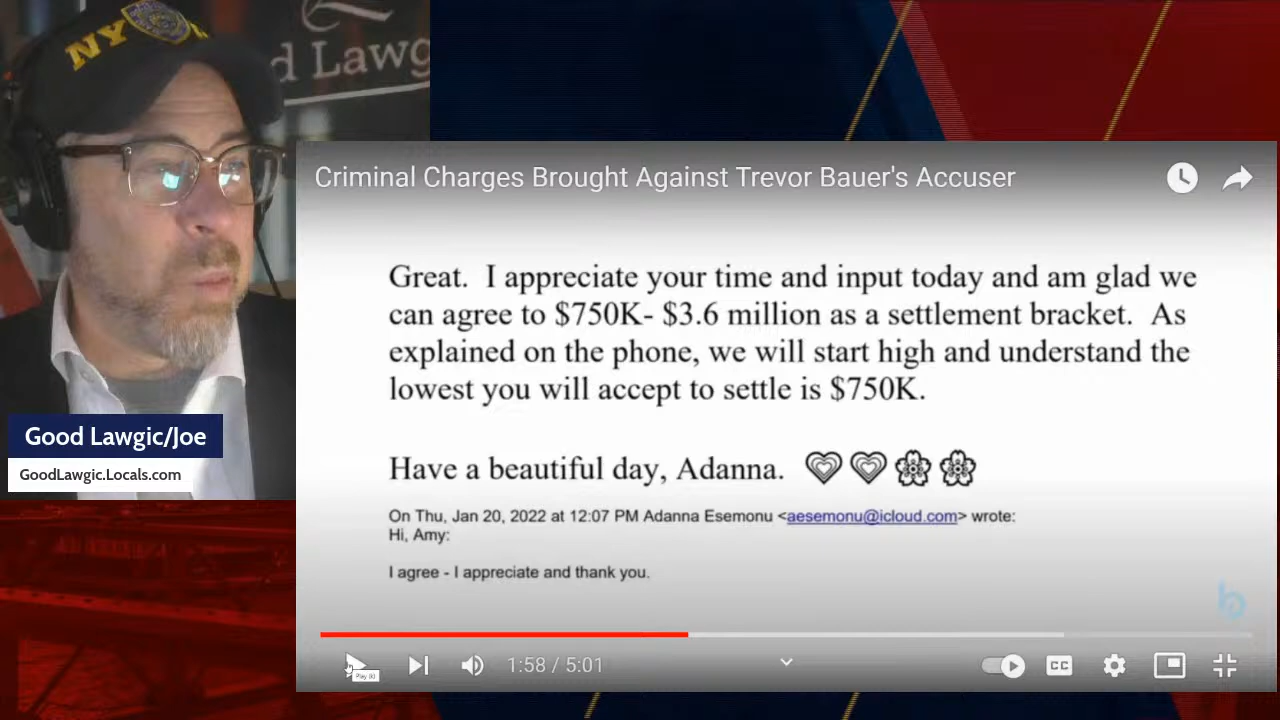 NY
d Lawg
Criminal Charges Brought Against Trevor Bauer's Accuser
Great. I appreciate your time and input today and am glad we
can agree to $750K- $3.6 million as a settlement bracket. As
explained on the phone, we will start high and understand the
lowest you will accept to settle is $750K.
Have a beautiful day, Adanna.
On Thu, Jan 20, 2022 at 12:07 PM Adanna Esemonu <aesemonu@icloud.com> wrote:
Hi, Amy:
I agree - I appreciate and thank you.
Good Lawgic/Joe
GoodLawgic.Locals.com
1:58 / 5:01
Play (k)
CC
b